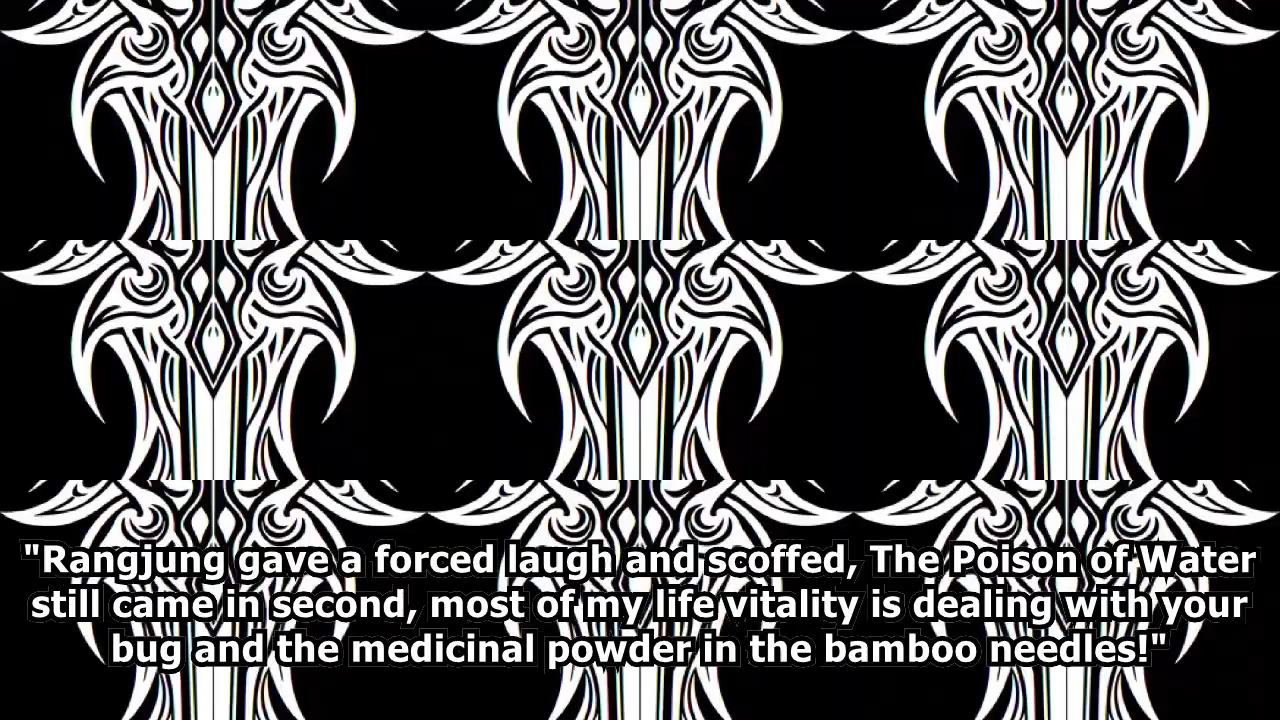 "Rangjung gave a forced laugh and scoffed, The Poison of Water
still came in second, most of my life vitality is dealing with your
bug and the medicinal powder in the bamboo needles!"